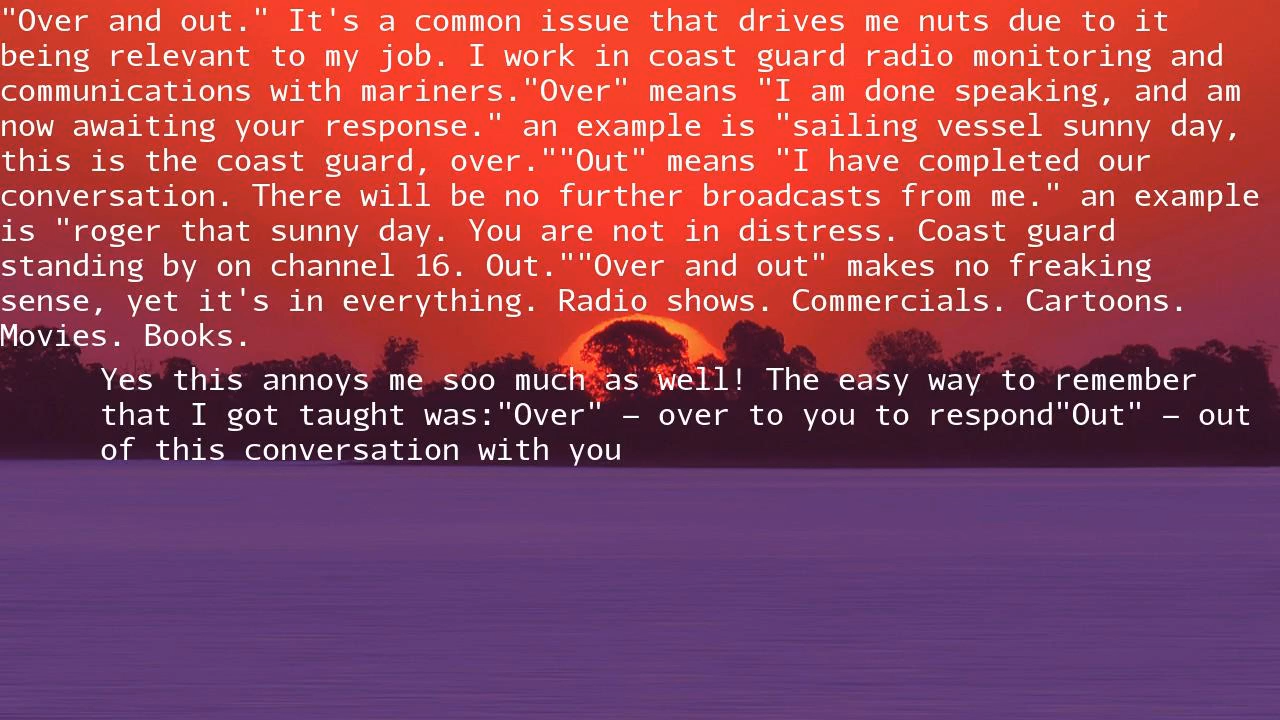 "Over and out." It's a common issue that drives me nuts due to it
being relevant to my job. I work in coast guard radio monitoring and
communications with mariners."Over" means "I am done speaking, and am
now awaiting your response." an example is "sailing vessel sunny day,
this is the coast guard, over.""Out" means "I have completed our
conversation. There will be no further broadcasts from me." an example
is "roger that sunny day. You are not in distress. Coast guard
standing by on channel 16. Out.""Over and out" makes no freaking
sense, yet it's in everything. Radio shows. Commercials. Cartoons.
Movies. Books.
Yes this annoys me soo much as well! The easy way to remember
that I got taught was:"Over" – over to you to respond"Out" – out
of this conversation with you